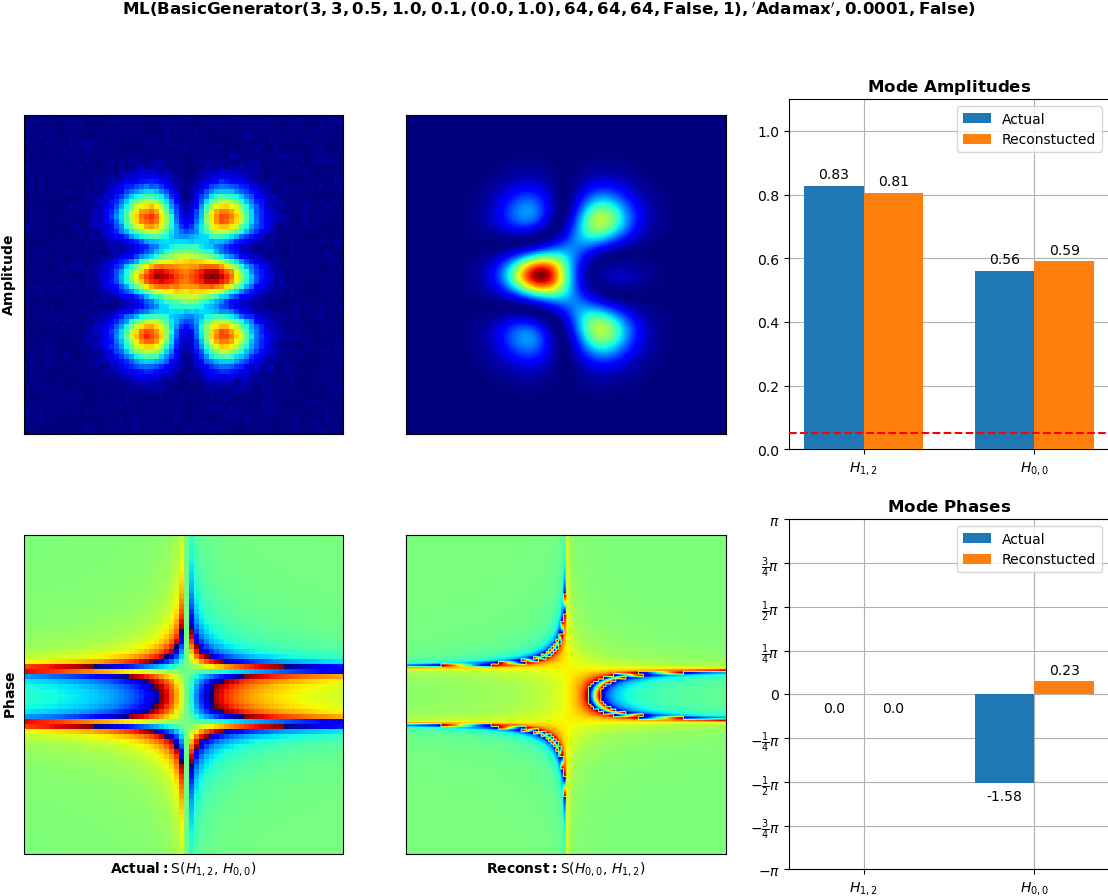 ML(BasicGenerator(3, 3, 0.5, 1.0, 0.1, (0.0, 1.0), 64, 64, 64, False, 1), ′Adamax′, 0.0001, False)
Amplitude
Mode Amplitudes
Actual
Reconstucted
1.0
0.8
0.6
0.4
0.2
0.0
0.83
0.81
0.56
0.59
H1, 2
H0, 0
Phase
Actual: S(H1, 2, H0, 0)
Reconst: S(H0, 0, H1, 2)
Mode Phases
Actual
Reconstucted
π
3/4π
1/2π
1/4π
0
−1/4π
−1/2π
−3/4π
−π
0.0
0.0
-1.58
0.23
H1, 2
H0, 0